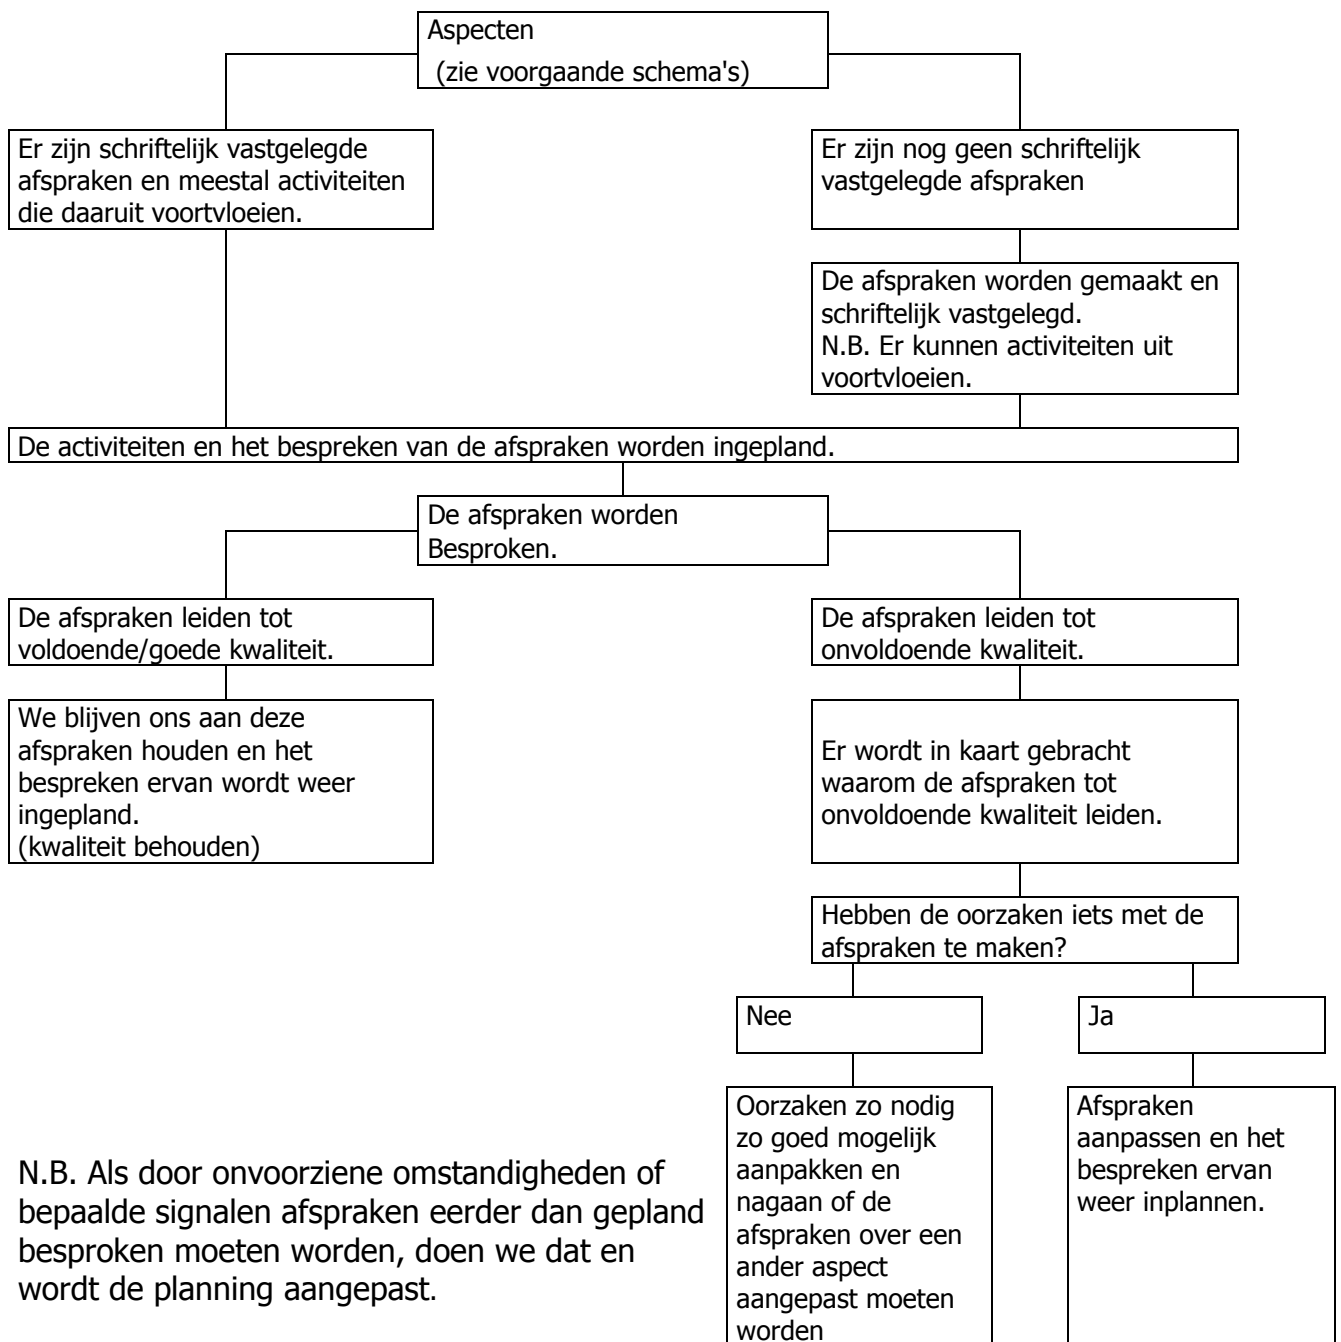 Aspecten
(zie voorgaande schema's)
Er zijn schriftelijk vastgelegde
afspraken en meestal activiteiten
die daaruit voortvloeien.
Er zijn nog geen schriftelijk
vastgelegde afspraken
De afspraken worden gemaakt en
schriftelijk vastgelegd.
N.B. Er kunnen activiteiten uit
voortvloeien.
De activiteiten en het bespreken van de afspraken worden ingepland.
De afspraken worden
Besproken.
De afspraken leiden tot
voldoende/goede kwaliteit.
De afspraken leiden tot
onvoldoende kwaliteit.
We blijven ons aan deze
afspraken houden en het
bespreken ervan wordt weer
ingepland.
(kwaliteit behouden)
Er wordt in kaart gebracht
waarom de afspraken tot
onvoldoende kwaliteit leiden.
Hebben de oorzaken iets met de
afspraken te maken?
Nee
Ja
Oorzaken zo nodig
zo goed mogelijk
aanpakken en
nagaan of de
afspraken over een
ander aspect
aangepast moeten
worden
Afspraken
aanpassen en het
bespreken ervan
weer inplannen.
N.B. Als door onvoorziene omstandigheden of
bepaalde signalen afspraken eerder dan gepland
besproken moeten worden, doen we dat en
wordt de planning aangepast.